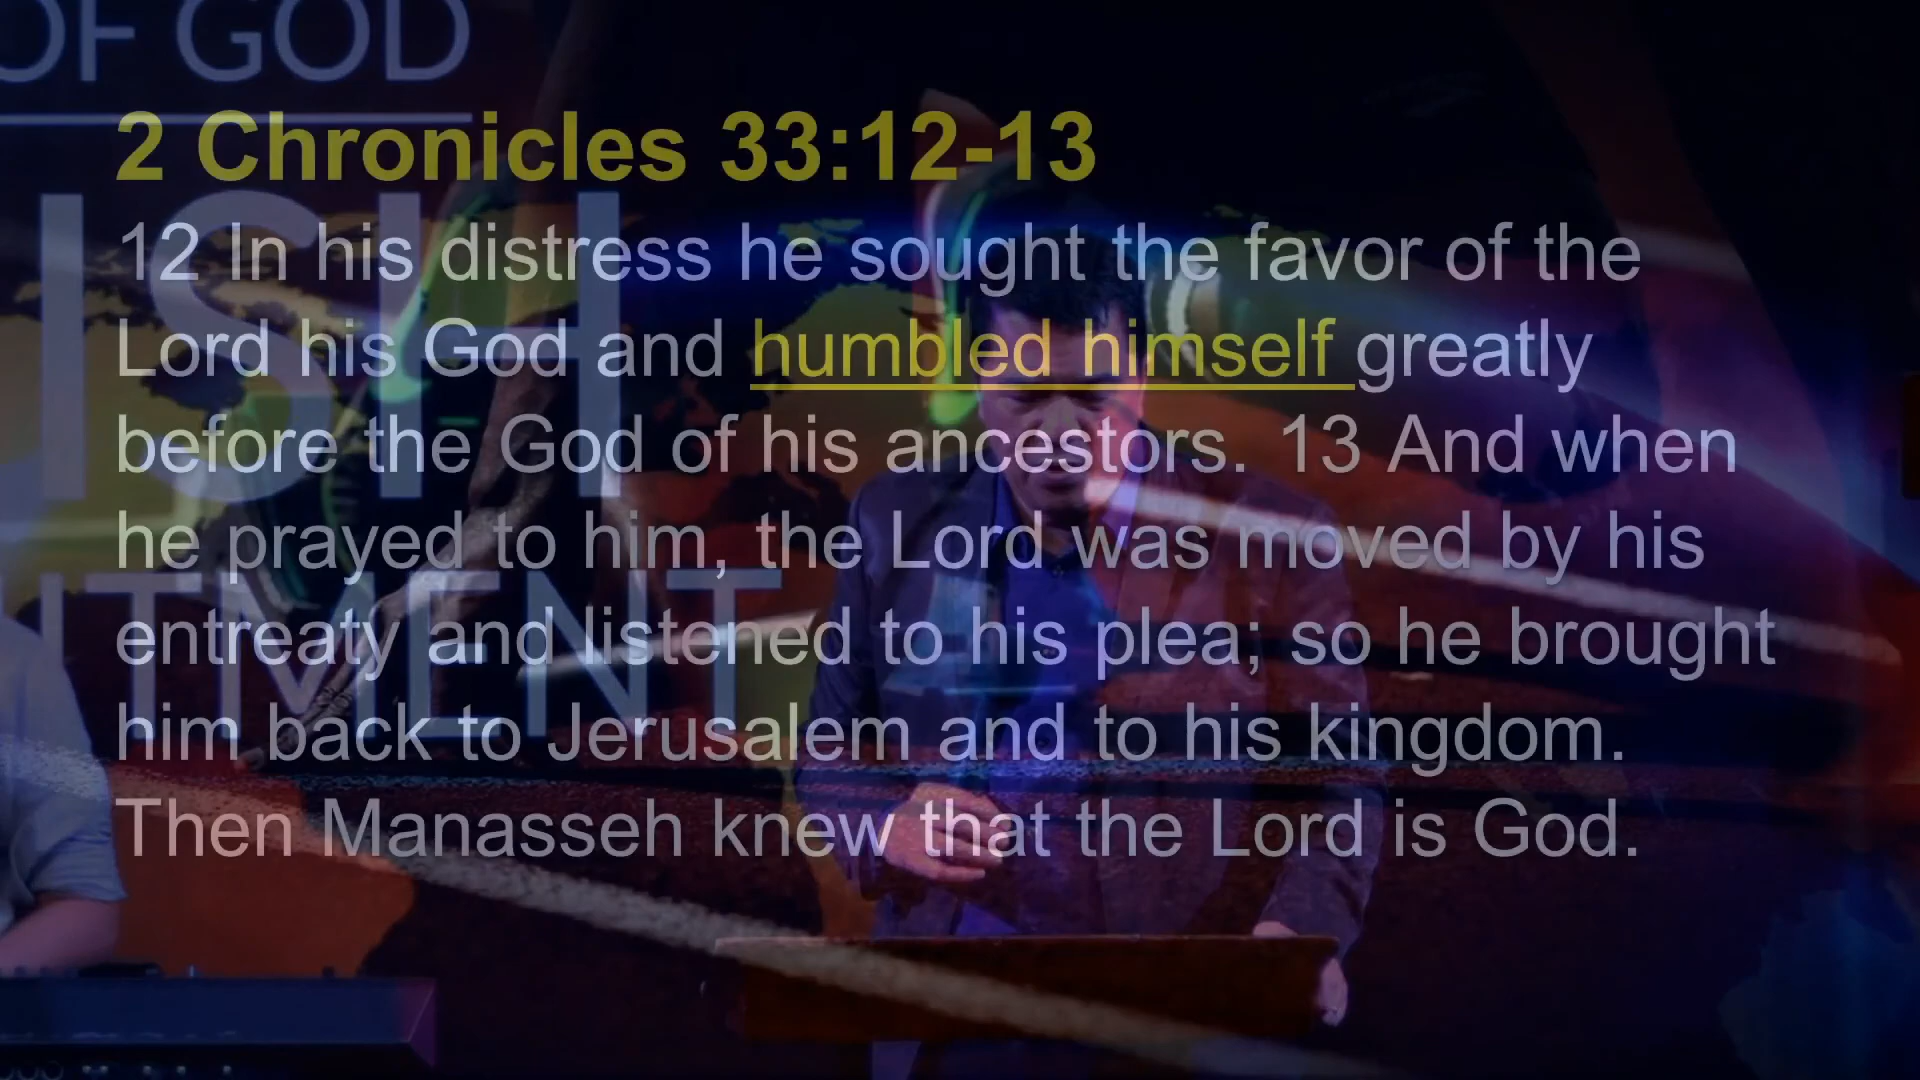 OF GOD
2 Chronicles 33:12-13
12 In his distress he sought the favor of the
Lord his God and humbled himself greatly
before the God of his ancestors. 13 And when
he prayed to him, the Lord was moved by his
entreaty and listened to his plea; so he brought
him back to Jerusalem and to his kingdom.
Then Manasseh knew that the Lord is God.
ISH
ITMENT